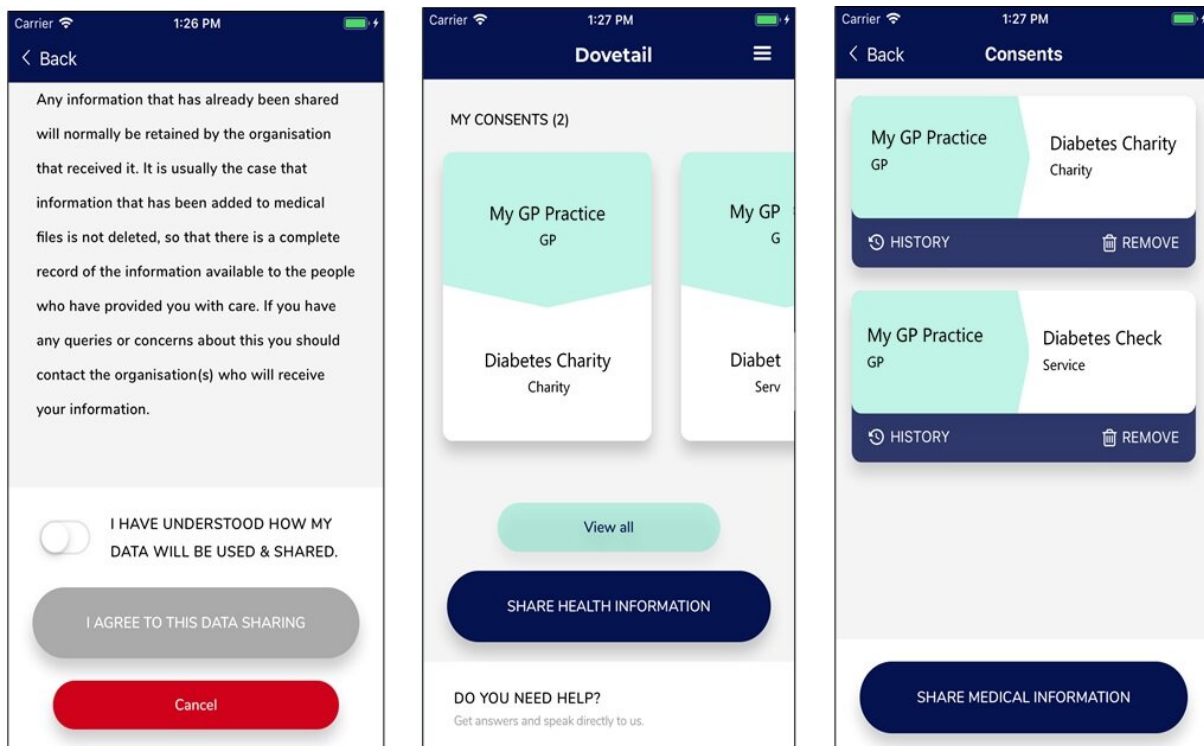 Carrier 1:26 PM
Back
Any information that has already been shared
will normally be retained by the organisation
that received it. It is usually the case that
information that has been added to medical
files is not deleted, so that there is a complete
record of the information available to the people
who have provided you with care. If you have
any queries or concerns about this you should
contact the organisation(s) who will receive
your information.
I HAVE UNDERSTOOD HOW MY
DATA WILL BE USED & SHARED.
I AGREE TO THIS DATA SHARING
Cancel
Carrier 1:27 PM
Dovetail
MY CONSENTS (2)
My GP Practice
GP
Diabetes Charity
Charity
My GP
G
Diabet
Serv
View all
SHARE HEALTH INFORMATION
DO YOU NEED HELP?
Get answers and speak directly to us.
Carrier 1:27 PM
Back Consents
My GP Practice
GP
Diabetes Charity
Charity
HISTORY REMOVE
My GP Practice
GP
Diabetes Check
Service
HISTORY REMOVE
SHARE MEDICAL INFORMATION